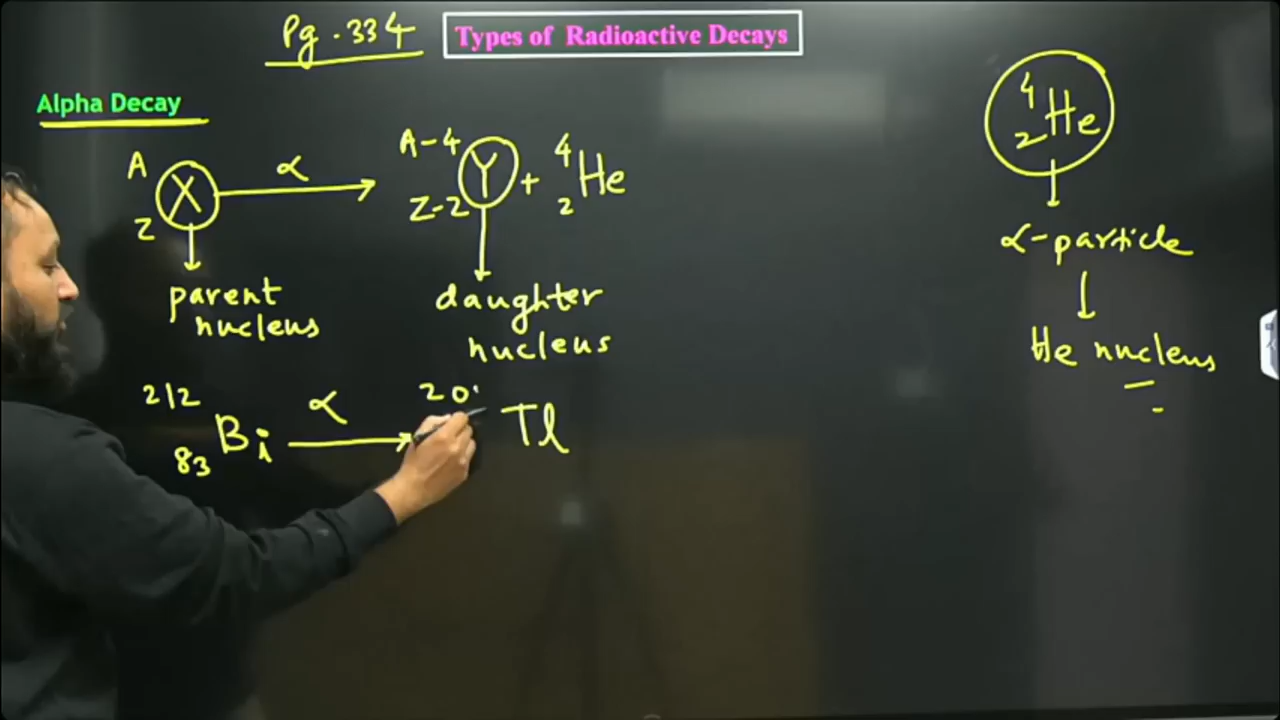 Pg. 334
Types of Radioactive Decays
Alpha Decay
A
Z X α → A-4
Z-2 Y + 4
2 He
parent
nucleus
daughter
nucleus
212
83 Bi α → 20
Tl
4
2 He
α-particle
He nucleus